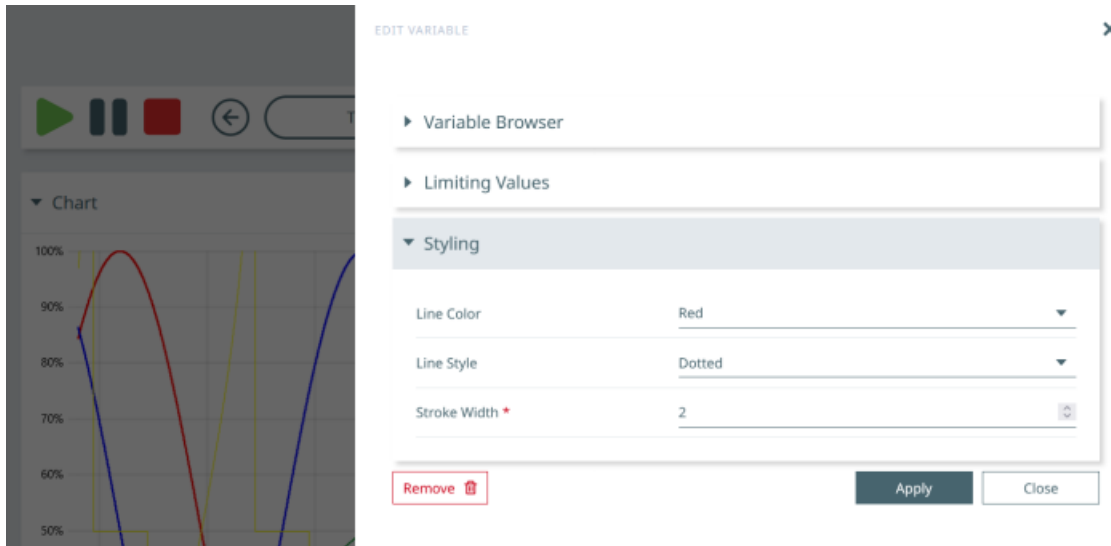 EDIT VARIABLE
T
Variable Browser
Limiting Values
Chart
Styling
100%
90%
80%
70%
60%
50%
Line Color Red
Line Style Dotted
Stroke Width * 2
Remove Apply Close